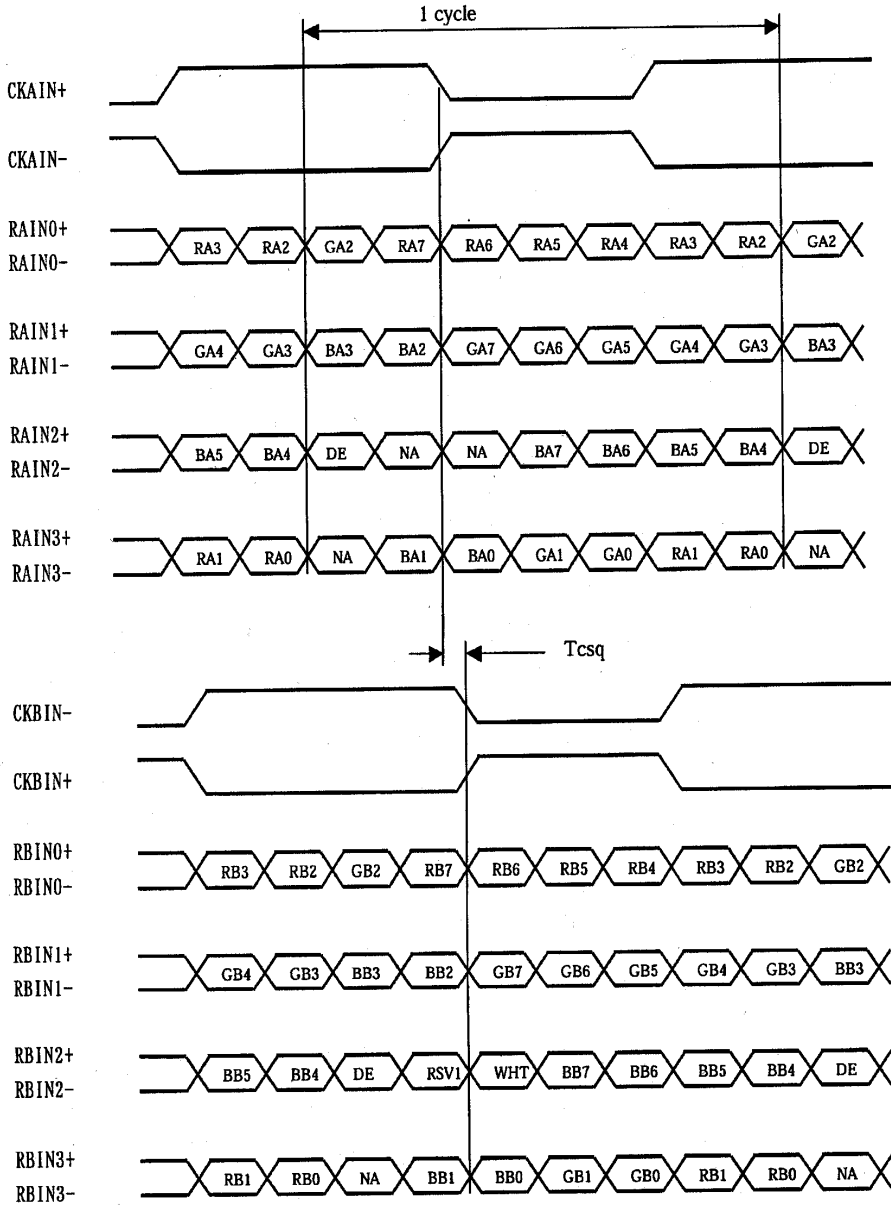 1 cycle
CKAIN+
CKAIN-
RAIN0+
RA3 RA2 GA2 RA7 RA6 RA5 RA4 RA3 RA2 GA2
RAIN0-
RAIN1+
GA4 GA3 BA3 BA2 GA7 GA6 GA5 GA4 GA3 BA3
RAIN1-
RAIN2+
BA5 BA4 DE NA NA BA7 BA6 BA5 BA4 DE
RAIN2-
RAIN3+
RA1 RA0 NA BA1 BA0 GA1 GA0 RA1 RA0 NA
RAIN3-
Tcsq
CKBIN-
CKBIN+
RBIN0+
RB3 RB2 GB2 RB7 RB6 RB5 RB4 RB3 RB2 GB2
RBIN0-
RBIN1+
GB4 GB3 BB3 BB2 GB7 GB6 GB5 GB4 GB3 BB3
RBIN1-
RBIN2+
BB5 BB4 DE RSV1 WHT BB7 BB6 BB5 BB4 DE
RBIN2-
RBIN3+
RB1 RB0 NA BB1 BB0 GB1 GB0 RB1 RB0 NA
RBIN3-